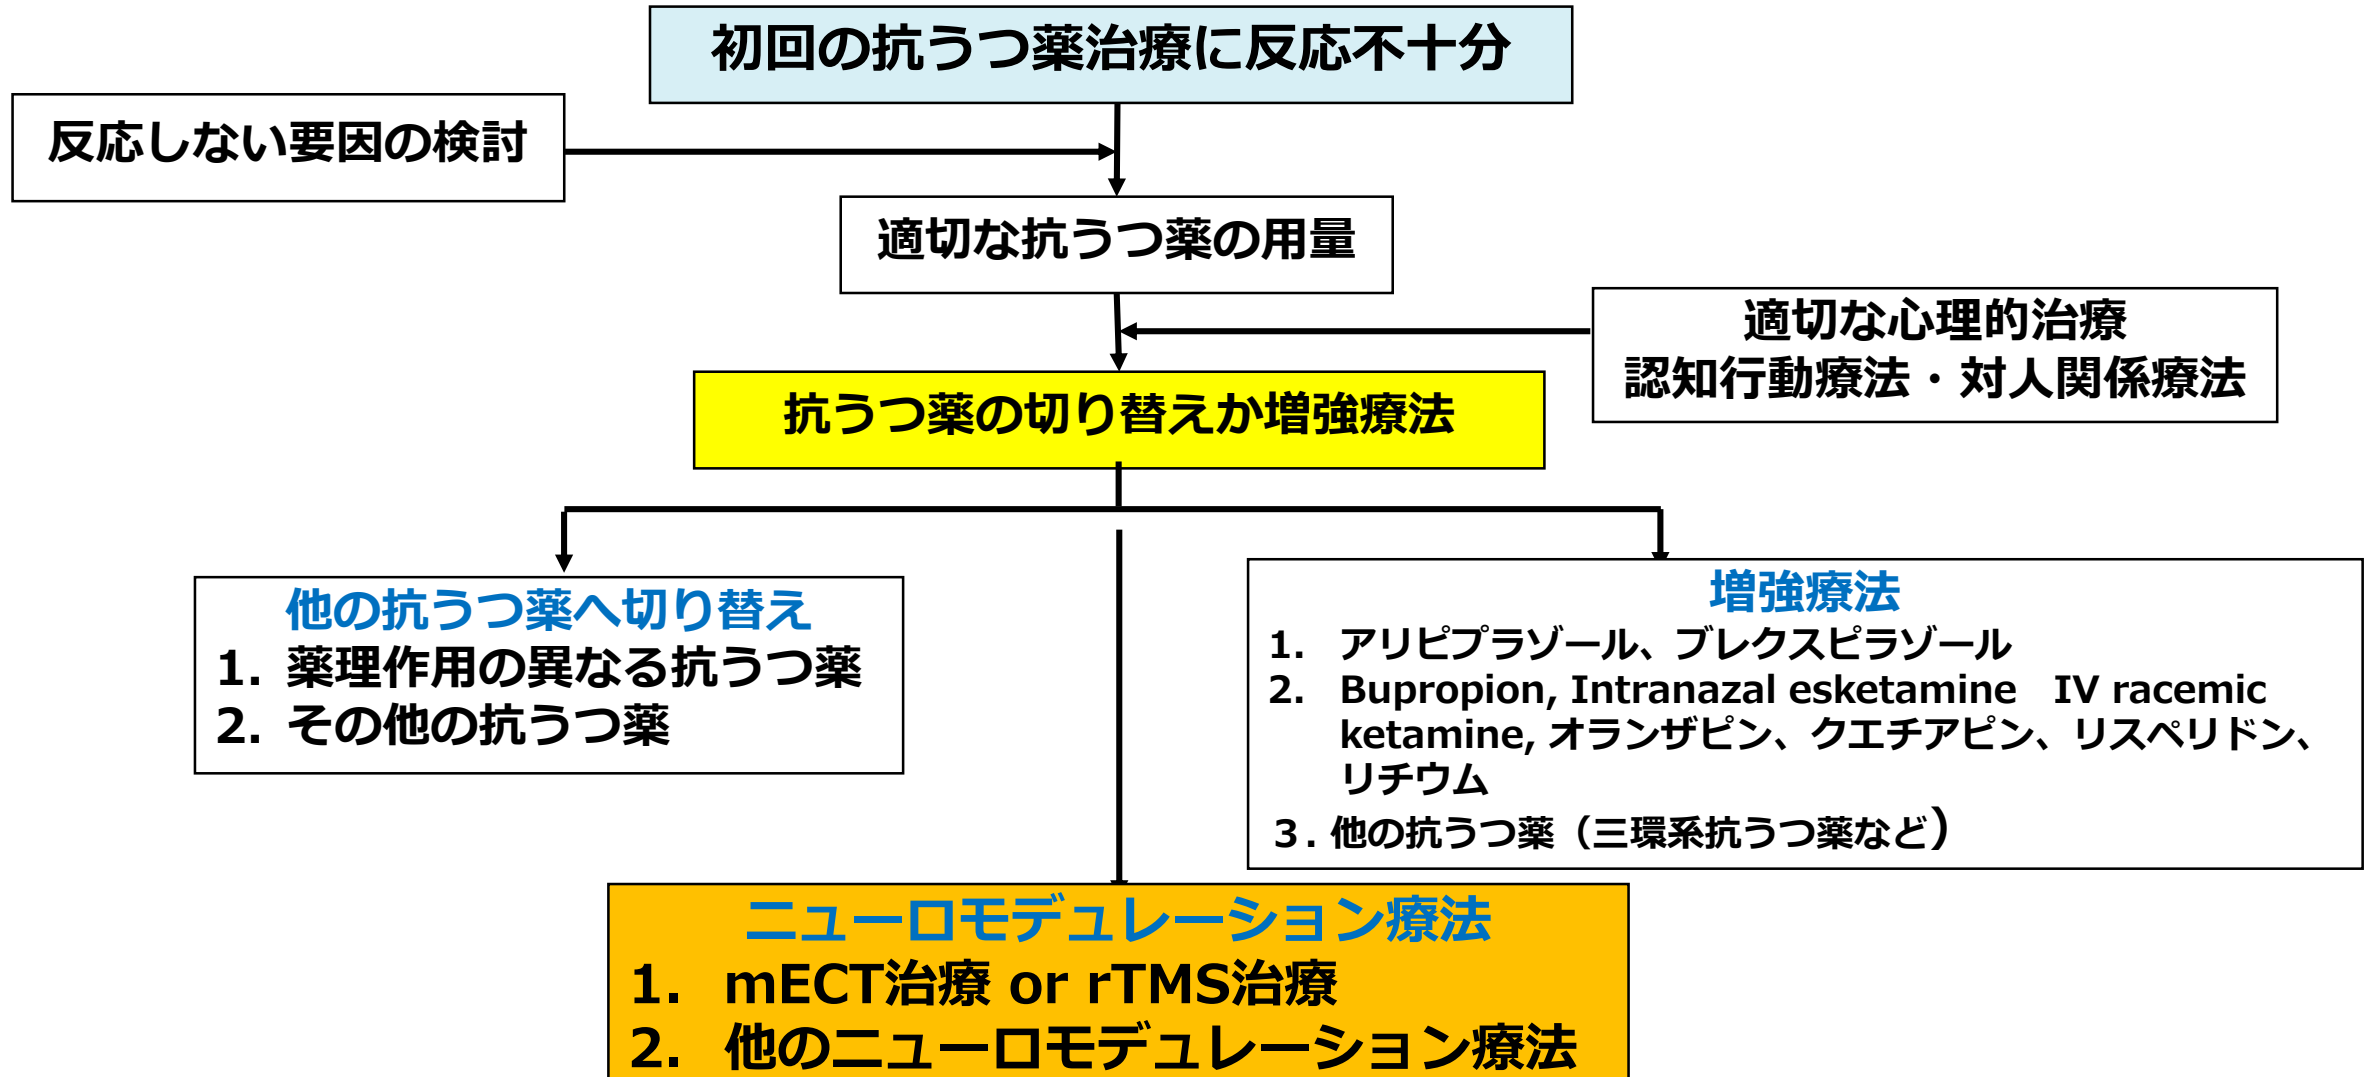 初回の抗うつ薬治療に反応不十分
反応しない要因の検討
適切な抗うつ薬の用量
適切な心理的治療
認知行動療法・対人関係療法
抗うつ薬の切り替えか増強療法
他の抗うつ薬へ切り替え
1. 薬理作用の異なる抗うつ薬
2. その他の抗うつ薬
増強療法
1. アリピプラゾール、ブレクスピラゾール
2. Bupropion, Intranazal esketamine　IV racemic
ketamine, オランザピン、クエチアピン、リスペリドン、
リチウム
３. 他の抗うつ薬（三環系抗うつ薬など）
ニューロモデュレーション療法
1. mECT治療 or rTMS治療
2. 他のニューロモデュレーション療法